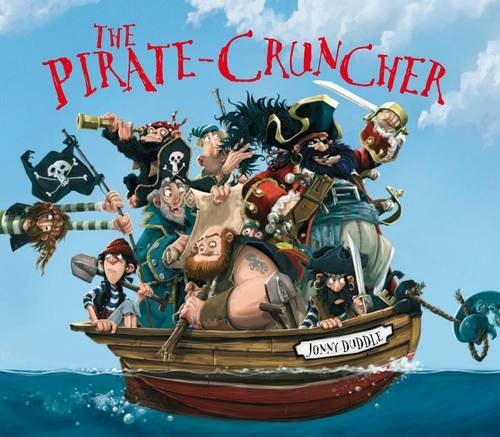 THE
PIRATE-CRUNCHER
JONNY DUDDLE